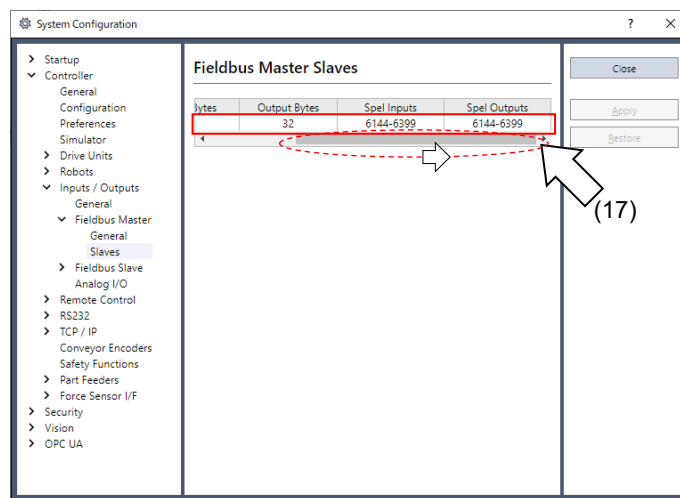 System Configuration
?
Startup
Controller
General
Configuration
Preferences
Simulator
Drive Units
Robots
Inputs / Outputs
General
Fieldbus Master
General
Slaves
Fieldbus Slave
Analog I/O
Remote Control
RS232
TCP / IP
Conveyor Encoders
Safety Functions
Part Feeders
Force Sensor I/F
Security
Vision
OPC UA
Fieldbus Master Slaves
Bytes Output Bytes Spel Inputs Spel Outputs
32 6144-6399 6144-6399
(17)
Close
Apply
Restore